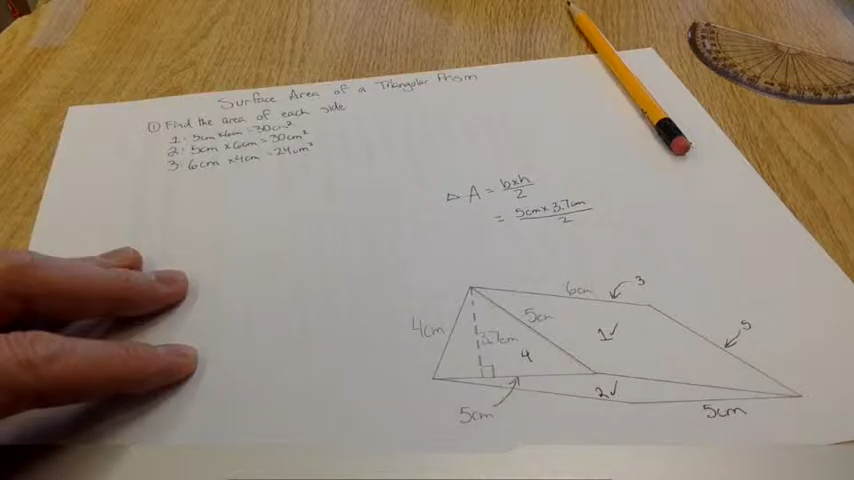 Surface Area of a Triangular Prism
① Find the area of each side
1: 5cm x 6cm = 30cm²
2: 5cm x 6cm = 30cm²
3: 6cm x 4cm = 24cm²
△ A = bxh
2
= 5cm x 3.7cm
2
6cm 3
4cm 5cm
3.7cm 1✓ 5
4
2✓
5cm 5cm